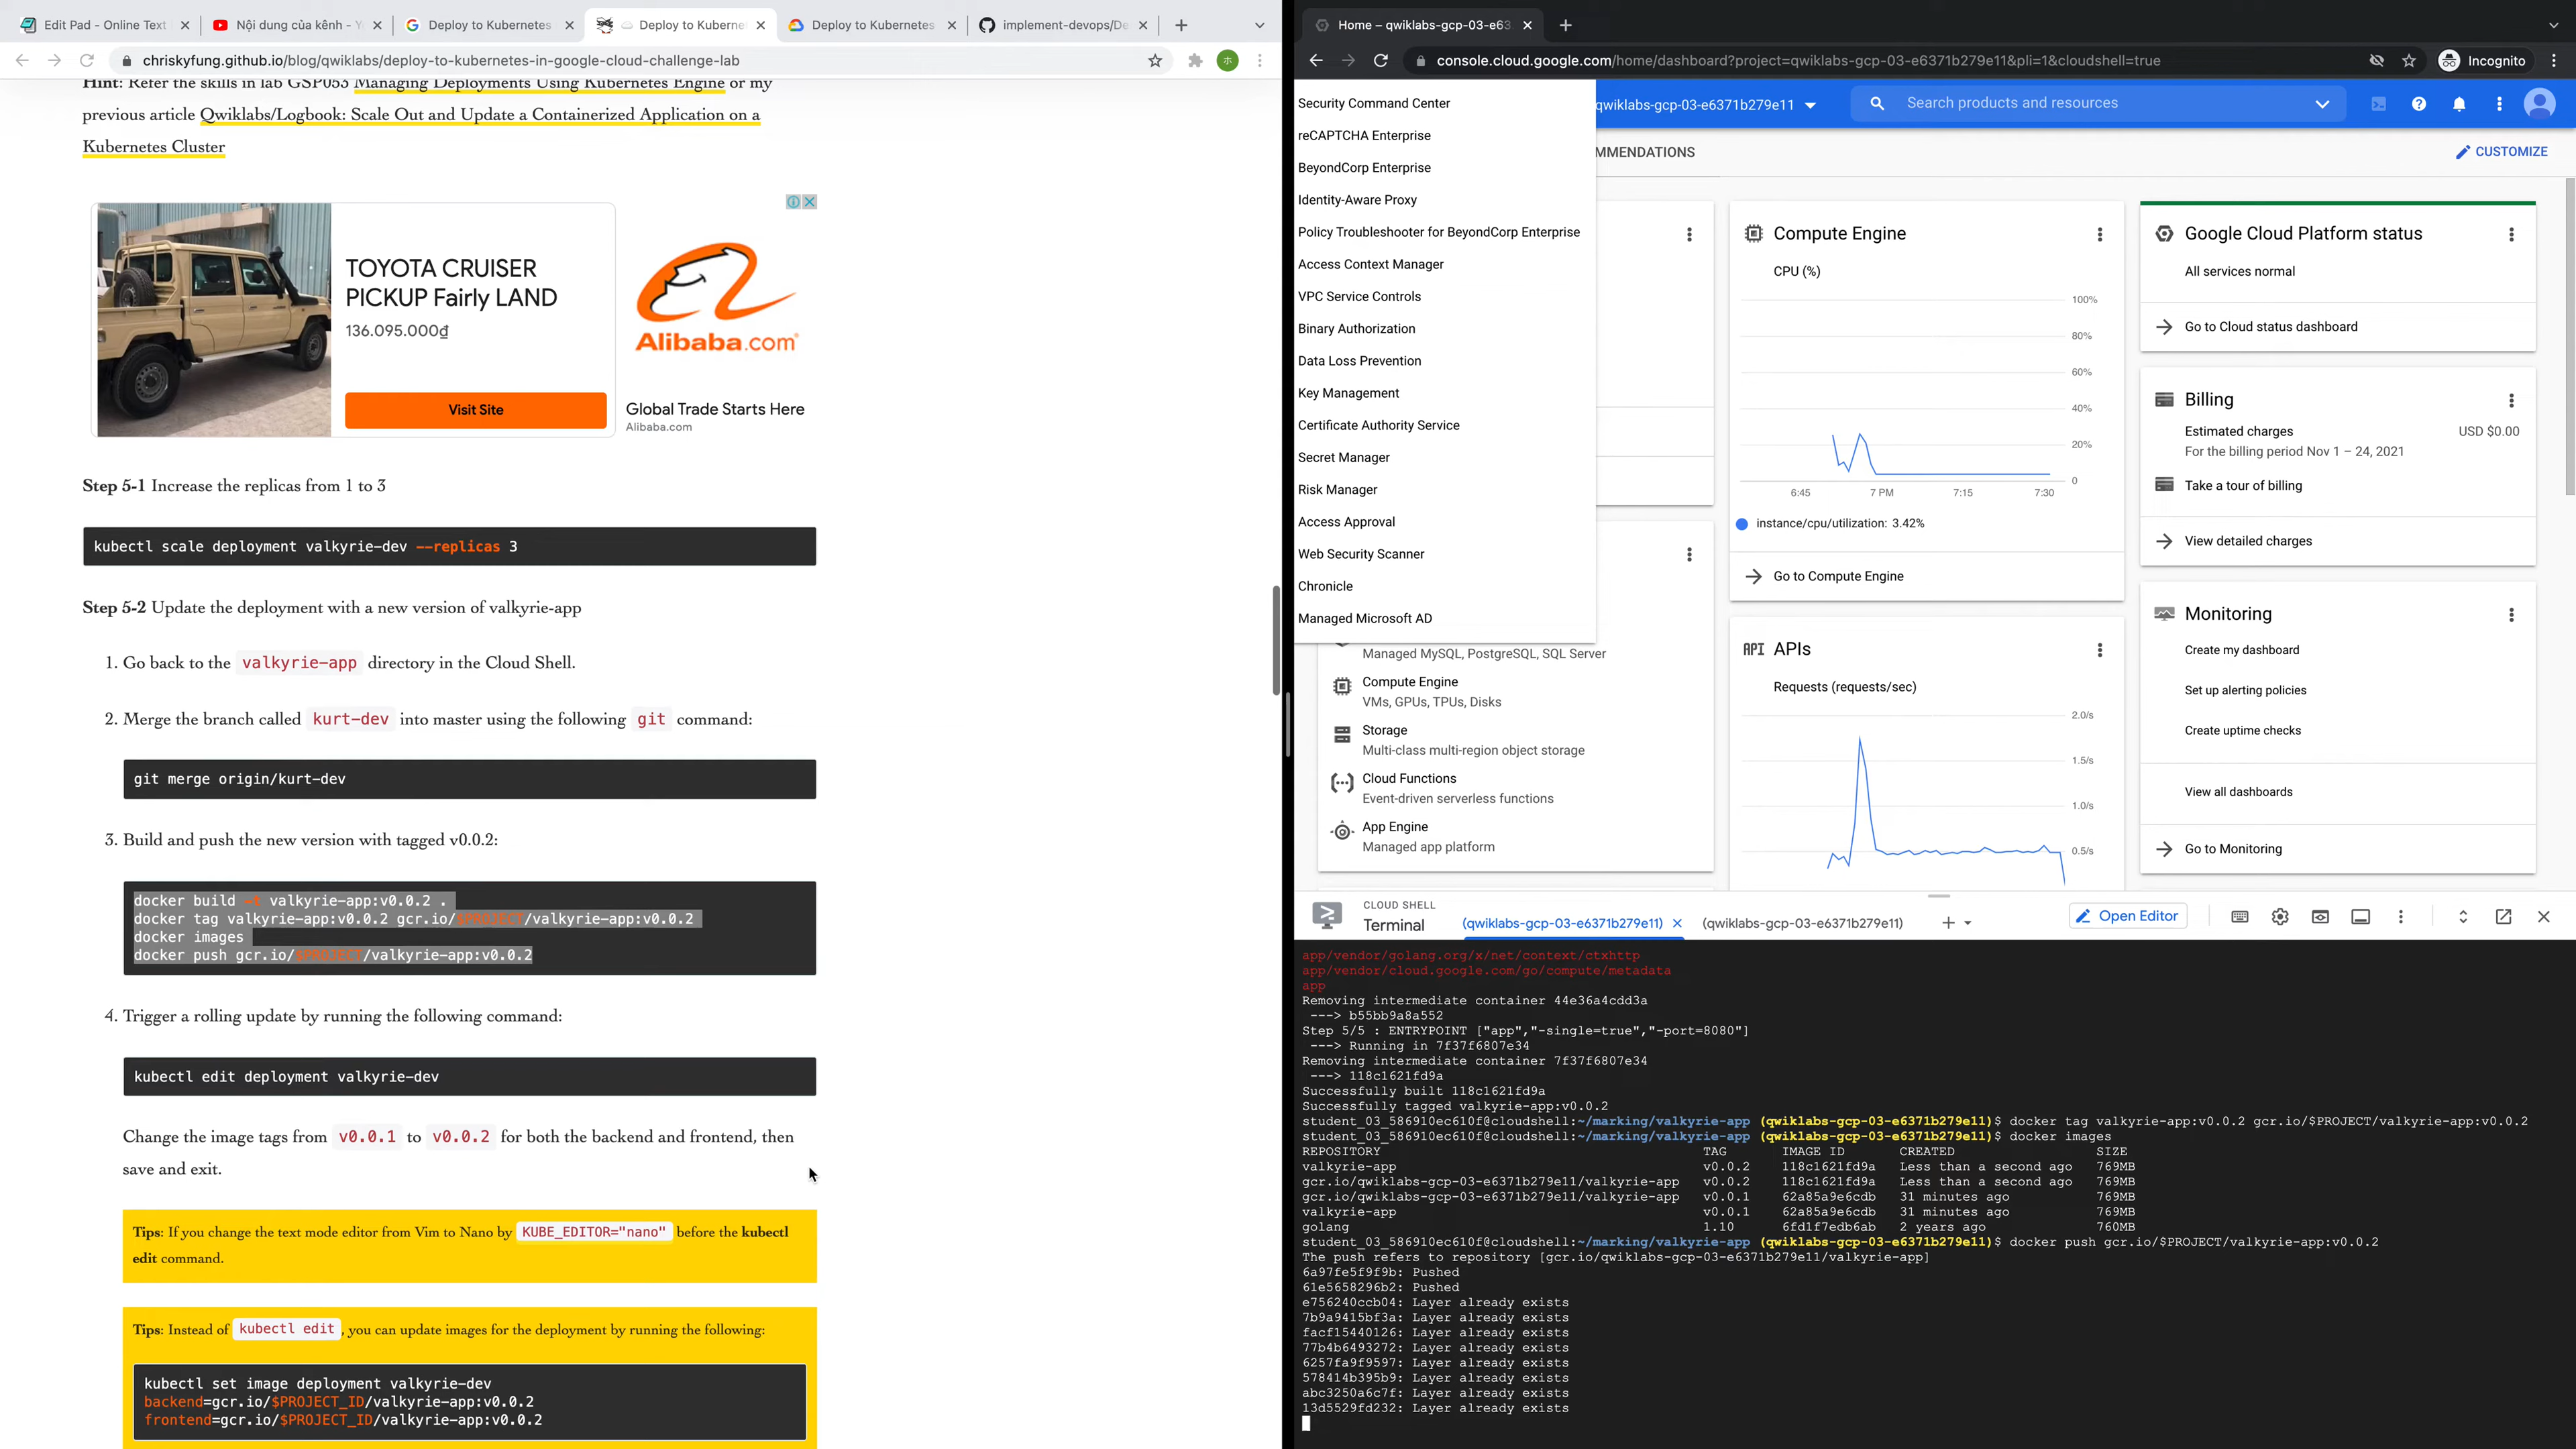 Edit Pad - Online Text
Nội dung của kênh - Y
Deploy to Kubernetes
Deploy to Kuberne
Deploy to Kubernetes
implement-devops/De
chriskyfung.github.io/blog/qwiklabs/deploy-to-kubernetes-in-google-cloud-challenge-lab
ホ
Hint: Refer the skills in lab GSP053 Managing Deployments Using Kubernetes Engine or my
previous article Qwiklabs/Logbook: Scale Out and Update a Containerized Application on a
Kubernetes Cluster
TOYOTA CRUISER
PICKUP Fairly LAND
136.095.000₫
Visit Site
Alibaba.com
Global Trade Starts Here
Alibaba.com
Step 5-1 Increase the replicas from 1 to 3
kubectl scale deployment valkyrie-dev --replicas 3
Step 5-2 Update the deployment with a new version of valkyrie-app
1. Go back to the valkyrie-app directory in the Cloud Shell.
2. Merge the branch called kurt-dev into master using the following git command:
git merge origin/kurt-dev
3. Build and push the new version with tagged v0.0.2:
docker build -t valkyrie-app:v0.0.2 .
docker tag valkyrie-app:v0.0.2 gcr.io/$PROJECT/valkyrie-app:v0.0.2
docker images
docker push gcr.io/$PROJECT/valkyrie-app:v0.0.2
4. Trigger a rolling update by running the following command:
kubectl edit deployment valkyrie-dev
Change the image tags from v0.0.1 to v0.0.2 for both the backend and frontend, then
save and exit.
Tips: If you change the text mode editor from Vim to Nano by KUBE_EDITOR="nano" before the kubectl
edit command.
Tips: Instead of kubectl edit, you can update images for the deployment by running the following:
kubectl set image deployment valkyrie-dev
backend=gcr.io/$PROJECT_ID/valkyrie-app:v0.0.2
frontend=gcr.io/$PROJECT_ID/valkyrie-app:v0.0.2
Home – qwiklabs-gcp-03-e63
console.cloud.google.com/home/dashboard?project=qwiklabs-gcp-03-e6371b279e11&pli=1&cloudshell=true
Incognito
qwiklabs-gcp-03-e6371b279e11
Search products and resources
MMENDATIONS
CUSTOMIZE
Security Command Center
reCAPTCHA Enterprise
BeyondCorp Enterprise
Identity-Aware Proxy
Policy Troubleshooter for BeyondCorp Enterprise
Access Context Manager
VPC Service Controls
Binary Authorization
Data Loss Prevention
Key Management
Certificate Authority Service
Secret Manager
Risk Manager
Access Approval
Web Security Scanner
Chronicle
Managed Microsoft AD
Managed MySQL, PostgreSQL, SQL Server
Compute Engine
VMs, GPUs, TPUs, Disks
Storage
Multi-class multi-region object storage
Cloud Functions
Event-driven serverless functions
App Engine
Managed app platform
Compute Engine
CPU (%)
100%
80%
60%
40%
20%
0
6:45
7 PM
7:15
7:30
instance/cpu/utilization: 3.42%
Go to Compute Engine
API APIs
Requests (requests/sec)
2.0/s
1.5/s
1.0/s
0.5/s
Google Cloud Platform status
All services normal
Go to Cloud status dashboard
Billing
Estimated charges
USD $0.00
For the billing period Nov 1 – 24, 2021
Take a tour of billing
View detailed charges
Monitoring
Create my dashboard
Set up alerting policies
Create uptime checks
View all dashboards
Go to Monitoring
CLOUD SHELL
Terminal
(qwiklabs-gcp-03-e6371b279e11)
(qwiklabs-gcp-03-e6371b279e11)
Open Editor
app/vendor/golang.org/x/net/context/ctxhttp
app/vendor/cloud.google.com/go/compute/metadata
app
Removing intermediate container 44e36a4cdd3a
---> b55bb9a8a552
Step 5/5 : ENTRYPOINT ["app","-single=true","-port=8080"]
---> Running in 7f37f6807e34
Removing intermediate container 7f37f6807e34
---> 118c1621fd9a
Successfully built 118c1621fd9a
Successfully tagged valkyrie-app:v0.0.2
student_03_586910ec610f@cloudshell:~/marking/valkyrie-app (qwiklabs-gcp-03-e6371b279e11)$ docker tag valkyrie-app:v0.0.2 gcr.io/$PROJECT/valkyrie-app:v0.0.2
student_03_586910ec610f@cloudshell:~/marking/valkyrie-app (qwiklabs-gcp-03-e6371b279e11)$ docker images
REPOSITORY TAG IMAGE ID CREATED SIZE
valkyrie-app v0.0.2 118c1621fd9a Less than a second ago 769MB
gcr.io/qwiklabs-gcp-03-e6371b279e11/valkyrie-app v0.0.2 118c1621fd9a Less than a second ago 769MB
gcr.io/qwiklabs-gcp-03-e6371b279e11/valkyrie-app v0.0.1 62a85a9e6cdb 31 minutes ago 769MB
valkyrie-app v0.0.1 62a85a9e6cdb 31 minutes ago 769MB
golang 1.10 6fd1f7edb6ab 2 years ago 760MB
student_03_586910ec610f@cloudshell:~/marking/valkyrie-app (qwiklabs-gcp-03-e6371b279e11)$ docker push gcr.io/$PROJECT/valkyrie-app:v0.0.2
The push refers to repository [gcr.io/qwiklabs-gcp-03-e6371b279e11/valkyrie-app]
6a97fe5f9f9b: Pushed
61e5658296b2: Pushed
e756240ccb04: Layer already exists
7b9a9415bf3a: Layer already exists
facf15440126: Layer already exists
77b4b6493272: Layer already exists
6257fa9f9597: Layer already exists
578414b395b9: Layer already exists
abc3250a6c7f: Layer already exists
13d5529fd232: Layer already exists